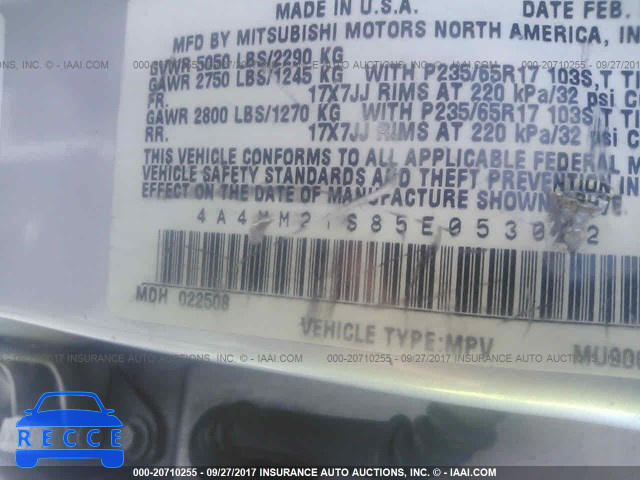 MADE IN U.S.A. DATE FEB.
MFD BY MITSUBISHI MOTORS NORTH AMERICA, IN
GVWR 5050 LBS/2290 KG
GAWR 2750 LBS/1245 KG WITH P235/65R17 103S,T TI
FR. 17X7JJ RIMS AT 220 kPa/32 psi C
GAWR 2800 LBS/1270 KG WITH P235/65R17 103S,T TI
RR. 17X7JJ RIMS AT 220 kPa/32 psi C
THIS VEHICLE CONFORMS TO ALL APPLICABLE FEDERAL M
VEHICLE SAFETY STANDARDS AND THEFT PREVENTION
EFFECT ON THE DATE OF MANUFACTURE SHOWN
MDH 022508
VEHICLE TYPE:MPV
000-20710255 - 09/27/2017 INSURANCE AUTO AUCTIONS, INC. - IAAI.COM
RECCE
000-20710255 - 09/27/2017 INSURANCE AUTO AUCTIONS, INC. - IAAI.COM